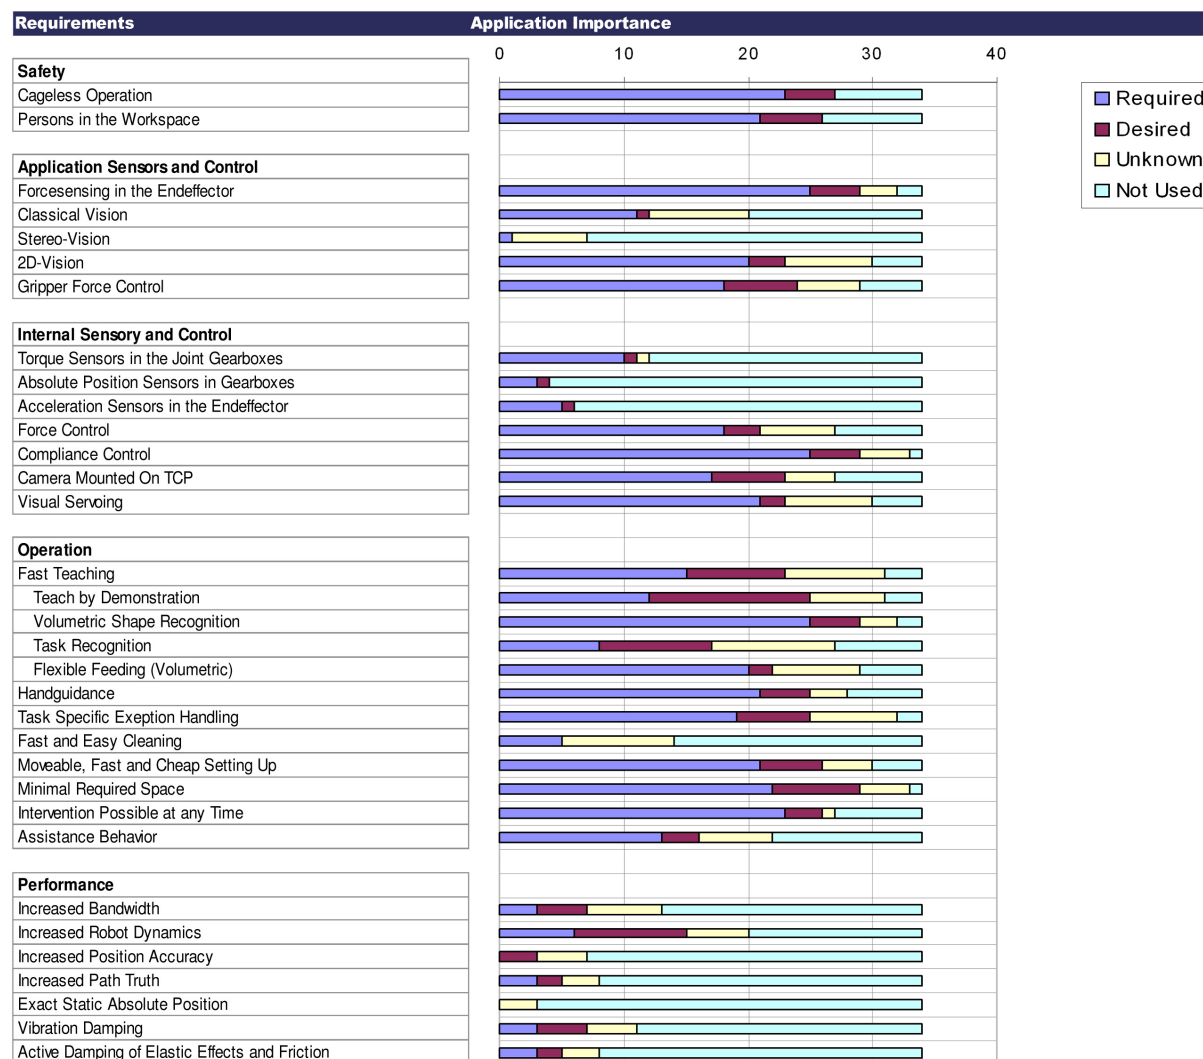 Requirements Application Importance
0 10 20 30 40
Safety
Cageless Operation
Persons in the Workspace
Required
Desired
Unknown
Not Used
Application Sensors and Control
Forcesensing in the Endeffector
Classical Vision
Stereo-Vision
2D-Vision
Gripper Force Control
Internal Sensory and Control
Torque Sensors in the Joint Gearboxes
Absolute Position Sensors in Gearboxes
Acceleration Sensors in the Endeffector
Force Control
Compliance Control
Camera Mounted On TCP
Visual Servoing
Operation
Fast Teaching
Teach by Demonstration
Volumetric Shape Recognition
Task Recognition
Flexible Feeding (Volumetric)
Handguidance
Task Specific Exeption Handling
Fast and Easy Cleaning
Moveable, Fast and Cheap Setting Up
Minimal Required Space
Intervention Possible at any Time
Assistance Behavior
Performance
Increased Bandwidth
Increased Robot Dynamics
Increased Position Accuracy
Increased Path Truth
Exact Static Absolute Position
Vibration Damping
Active Damping of Elastic Effects and Friction